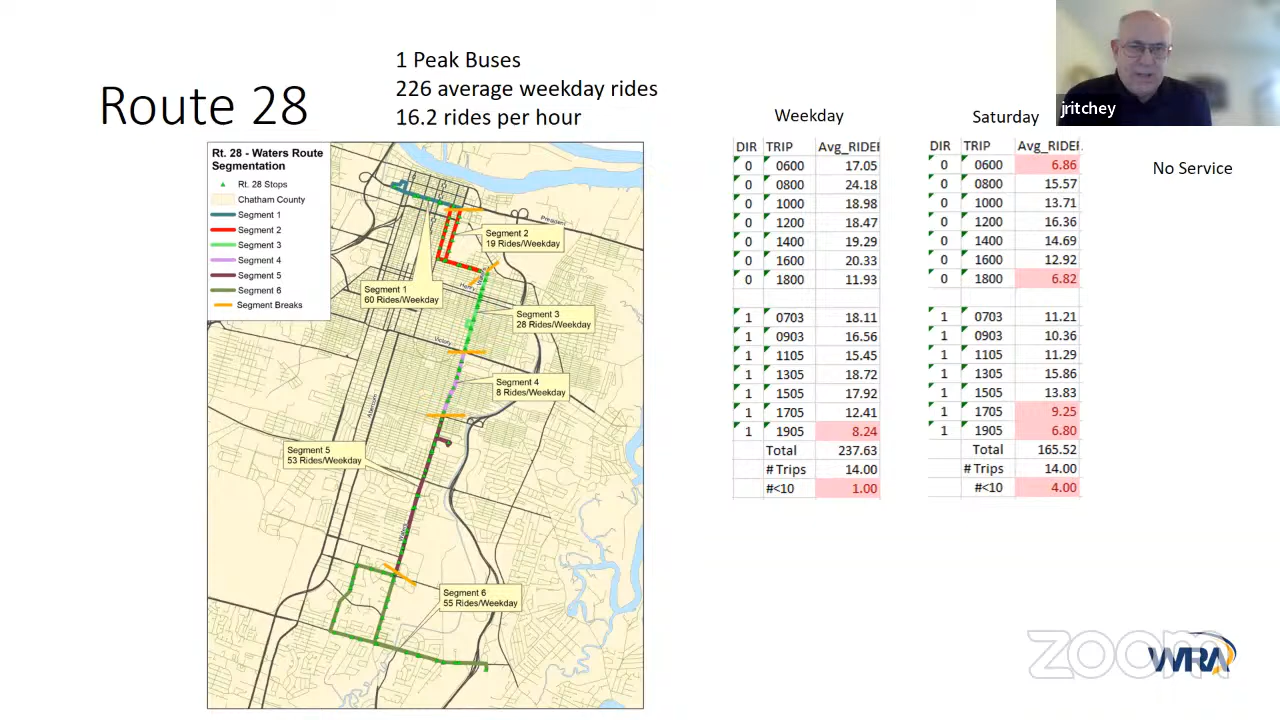 1 Peak Buses
226 average weekday rides
16.2 rides per hour
Route 28
jritchey
Weekday
Saturday
No Service
DIR TRIP Avg_RIDEI
0 0600 17.05
0 0800 24.18
0 1000 18.98
0 1200 18.47
0 1400 19.29
0 1600 20.33
0 1800 11.93
1 0703 18.11
1 0903 16.56
1 1105 15.45
1 1305 18.72
1 1505 17.92
1 1705 12.41
1 1905 8.24
Total 237.63
# Trips 14.00
#<10 1.00
DIR TRIP Avg_RIDEI
0 0600 6.86
0 0800 15.57
0 1000 13.71
0 1200 16.36
0 1400 14.69
0 1600 12.92
0 1800 6.82
1 0703 11.21
1 0903 10.36
1 1105 11.29
1 1305 15.86
1 1505 13.83
1 1705 9.25
1 1905 6.80
Total 165.52
# Trips 14.00
#<10 4.00
Rt. 28 - Waters Route
Segmentation
Rt. 28 Stops
Chatham County
Segment 1
Segment 2
Segment 3
Segment 4
Segment 5
Segment 6
Segment Breaks
President
Segment 2
19 Rides/Weekday
Segment 1
60 Rides/Weekday
Henry
Segment 3
28 Rides/Weekday
Victory
Segment 4
8 Rides/Weekday
Abercorn
Segment 5
53 Rides/Weekday
Waters
Segment 6
55 Rides/Weekday
zoom
WRA